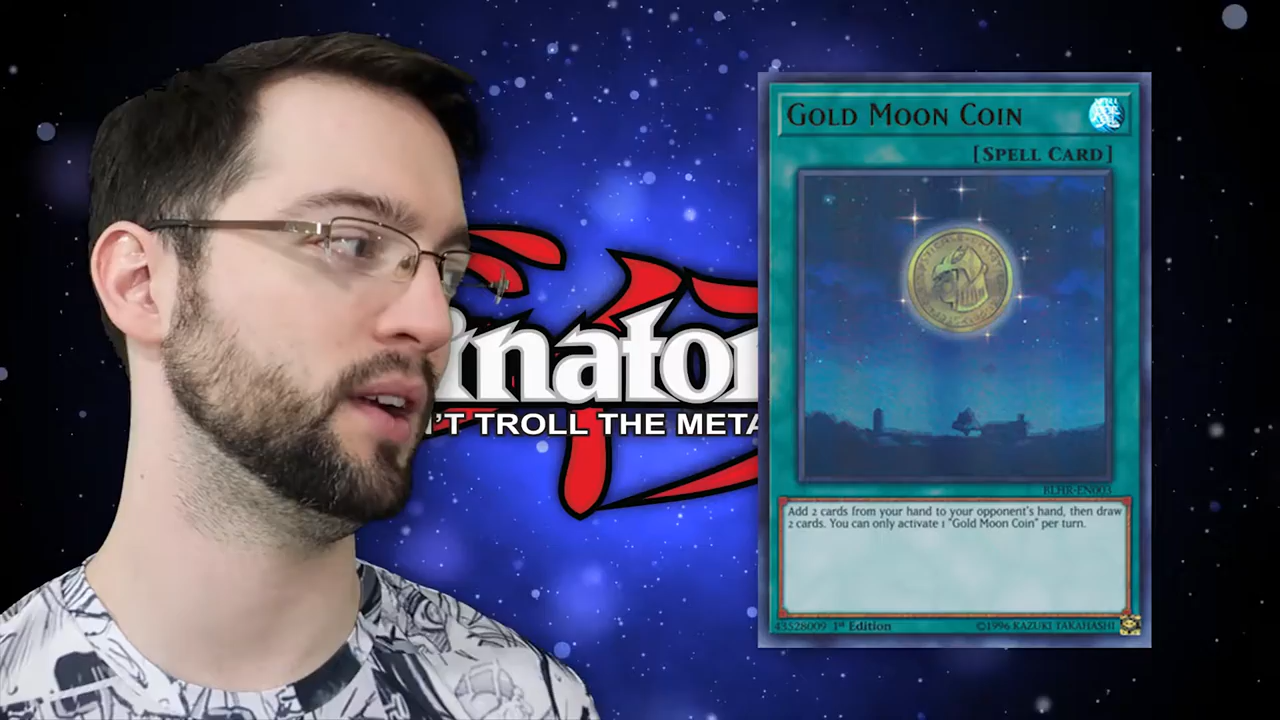 GOLD MOON COIN
[SPELL CARD]
inator
'T TROLL THE META
BLHR-EN003
Add 2 cards from your hand to your opponent's hand, then draw
2 cards. You can only activate 1 "Gold Moon Coin" per turn.
43528009 1st Edition ©1996 KAZUKI TAKAHASHI